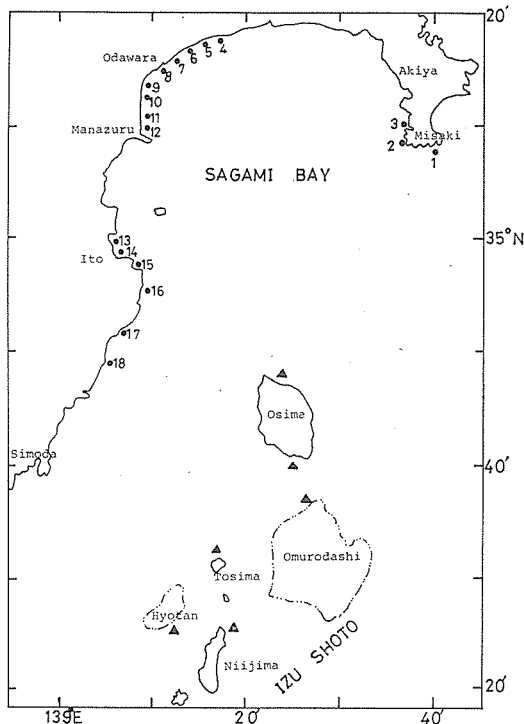 20'
Odawara
4
5
6
7
8
9
10
11
12
Manazuru
Akiya
3
Misaki
2
1
SAGAMI BAY
35°N
13
14
Ito
15
16
17
18
Osima
Simoda
40'
Omurodashi
Tosima
Hyotan
Niijima
IZU SHOTO
20'
139E
20'
40'